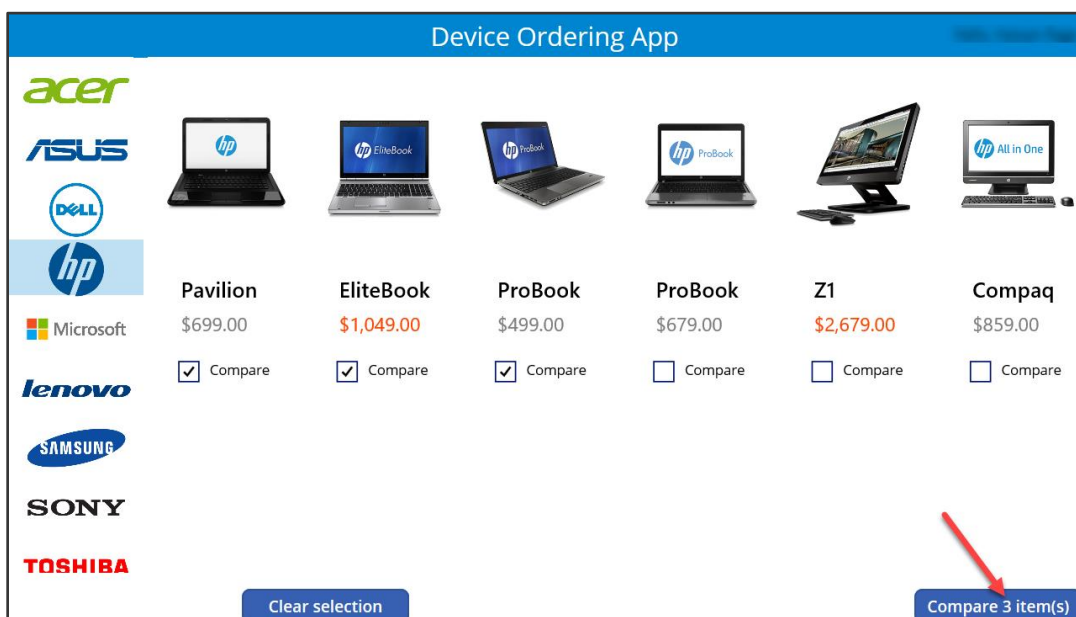 Device Ordering App
acer
ASUS
DELL
hp
Microsoft
lenovo
SAMSUNG
SONY
TOSHIBA
hp
hp EliteBook
hp ProBook
hp ProBook
hp All in One
Pavilion
EliteBook
ProBook
ProBook
Z1
Compaq
$699.00
$1,049.00
$499.00
$679.00
$2,679.00
$859.00
Compare
Compare
Compare
Compare
Compare
Compare
Clear selection
Compare 3 item(s)